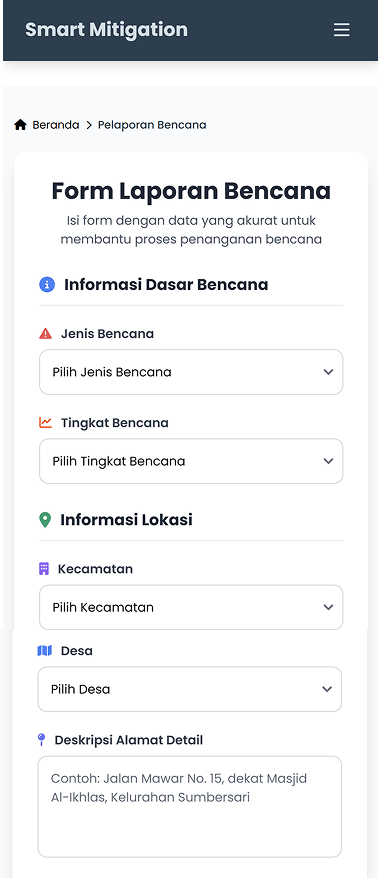 Smart Mitigation
Beranda > Pelaporan Bencana
Form Laporan Bencana
Isi form dengan data yang akurat untuk
membantu proses penanganan bencana
Informasi Dasar Bencana
Jenis Bencana
Pilih Jenis Bencana
Tingkat Bencana
Pilih Tingkat Bencana
Informasi Lokasi
Kecamatan
Pilih Kecamatan
Desa
Pilih Desa
Deskripsi Alamat Detail
Contoh: Jalan Mawar No. 15, dekat Masjid
Al-Ikhlas, Kelurahan Sumbersari